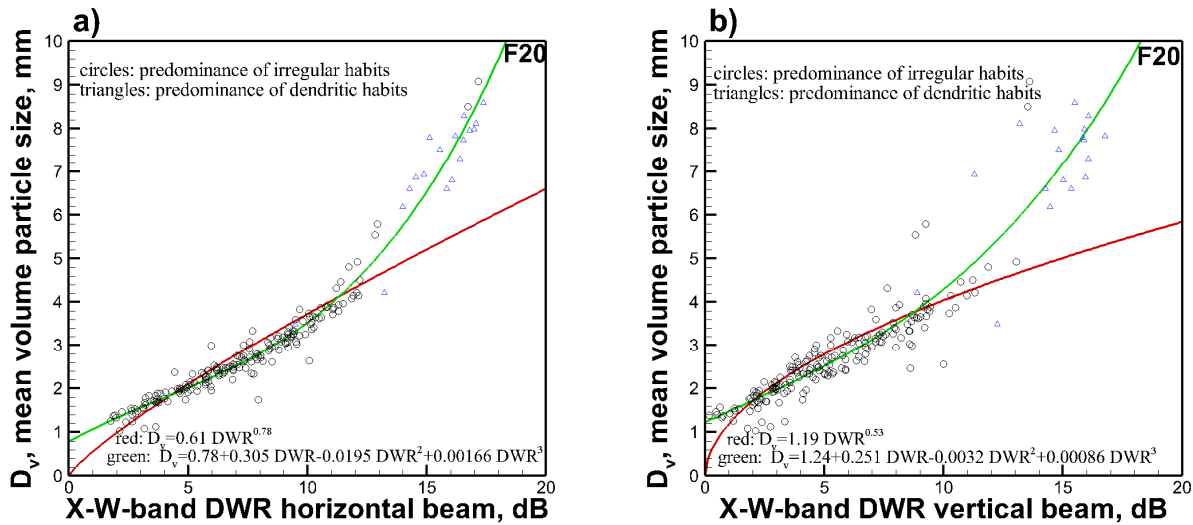 a)
F20
circles: predominance of irregular habits
triangles: predominance of dendritic habits
D_v, mean volume particle size, mm
10
9
8
7
6
5
4
3
2
1
0
red: D_v=0.61 DWR^0.78
green: D_v=0.78+0.305 DWR-0.0195 DWR^2+0.00166 DWR^3
0 5 10 15 20
X-W-band DWR horizontal beam, dB
b)
F20
circles: predominance of irregular habits
triangles: predominance of dendritic habits
D_v, mean volume particle size, mm
10
9
8
7
6
5
4
3
2
1
0
red: D_v=1.19 DWR^0.53
green: D_v=1.24+0.251 DWR-0.0032 DWR^2+0.00086 DWR^3
0 5 10 15 20
X-W-band DWR vertical beam, dB